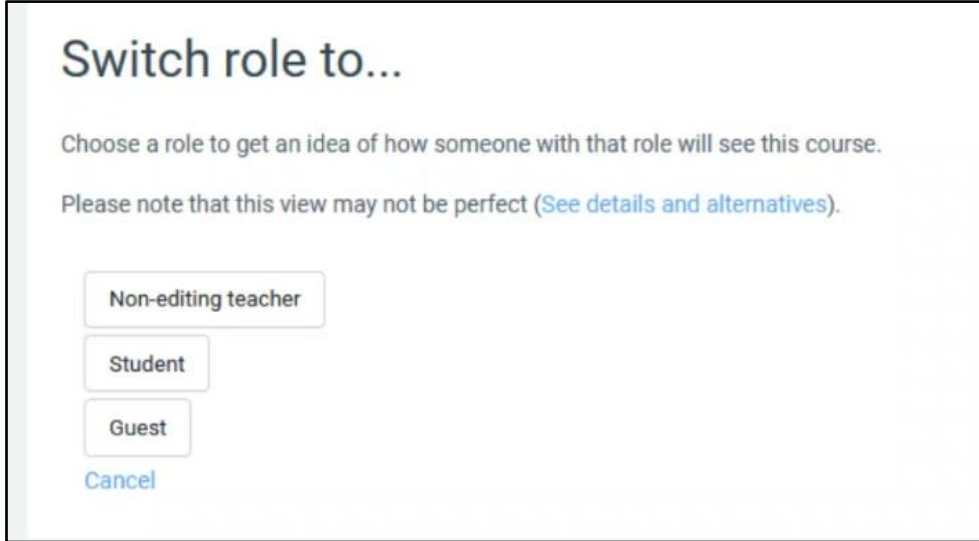 Switch role to...
Choose a role to get an idea of how someone with that role will see this course.
Please note that this view may not be perfect (See details and alternatives).
Non-editing teacher
Student
Guest
Cancel